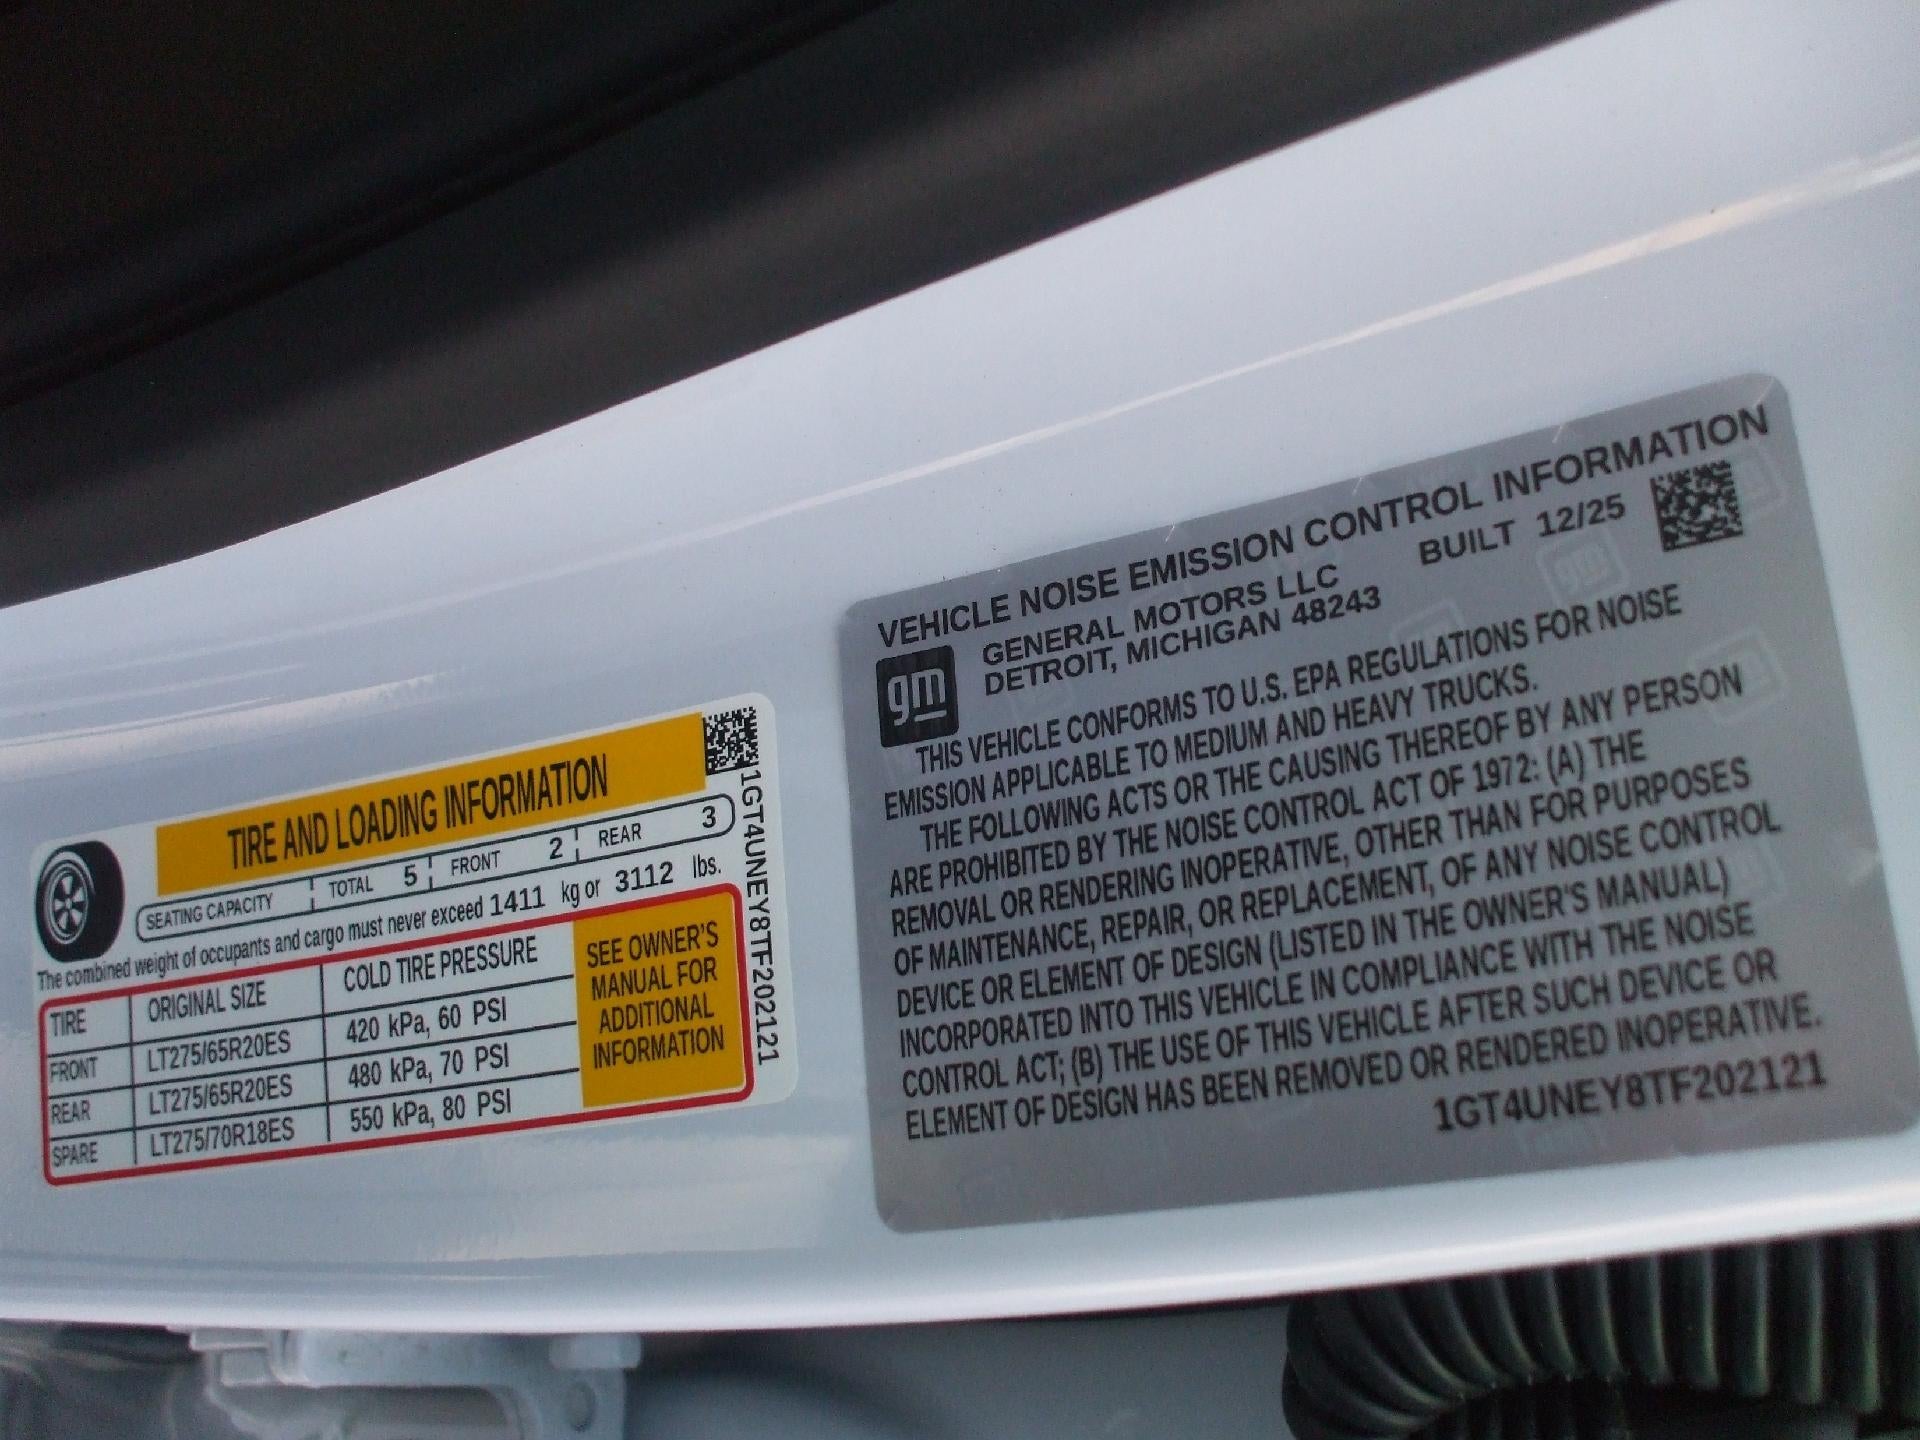 TIRE AND LOADING INFORMATION
SEATING CAPACITY TOTAL 5 FRONT 2 REAR 3
The combined weight of occupants and cargo must never exceed 1411 kg or 3112 lbs.
TIRE ORIGINAL SIZE COLD TIRE PRESSURE
FRONT LT275/65R20ES 420 kPa, 60 PSI
REAR LT275/65R20ES 480 kPa, 70 PSI
SPARE LT275/70R18ES 550 kPa, 80 PSI
SEE OWNER'S
MANUAL FOR
ADDITIONAL
INFORMATION
1GT4UNEY8TF202121
VEHICLE NOISE EMISSION CONTROL INFORMATION
gm
GENERAL MOTORS LLC
DETROIT, MICHIGAN 48243
BUILT 12/25
THIS VEHICLE CONFORMS TO U.S. EPA REGULATIONS FOR NOISE
EMISSION APPLICABLE TO MEDIUM AND HEAVY TRUCKS.
THE FOLLOWING ACTS OR THE CAUSING THEREOF BY ANY PERSON
ARE PROHIBITED BY THE NOISE CONTROL ACT OF 1972: (A) THE
REMOVAL OR RENDERING INOPERATIVE, OTHER THAN FOR PURPOSES
OF MAINTENANCE, REPAIR, OR REPLACEMENT, OF ANY NOISE CONTROL
DEVICE OR ELEMENT OF DESIGN (LISTED IN THE OWNER'S MANUAL)
INCORPORATED INTO THIS VEHICLE IN COMPLIANCE WITH THE NOISE
CONTROL ACT; (B) THE USE OF THIS VEHICLE AFTER SUCH DEVICE OR
ELEMENT OF DESIGN HAS BEEN REMOVED OR RENDERED INOPERATIVE.
1GT4UNEY8TF202121